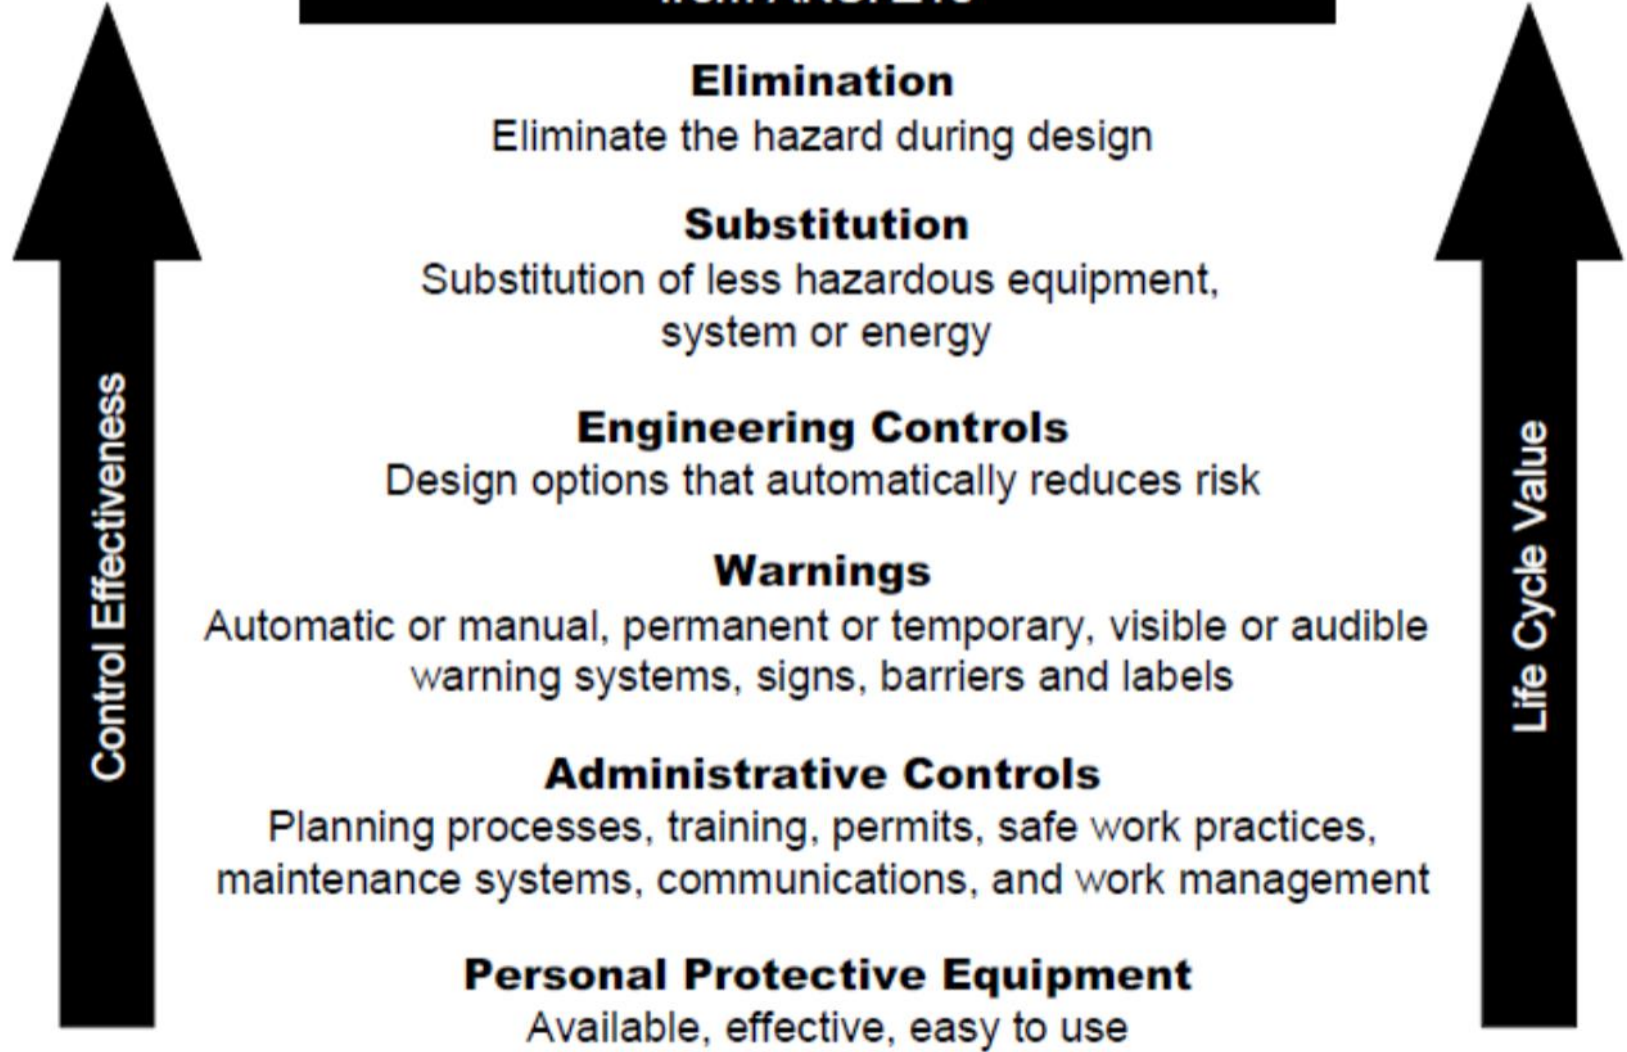 Elimination
Eliminate the hazard during design
Substitution
Substitution of less hazardous equipment,
system or energy
Engineering Controls
Design options that automatically reduces risk
Warnings
Automatic or manual, permanent or temporary, visible or audible
warning systems, signs, barriers and labels
Administrative Controls
Planning processes, training, permits, safe work practices,
maintenance systems, communications, and work management
Personal Protective Equipment
Available, effective, easy to use
Control Effectiveness
Life Cycle Value